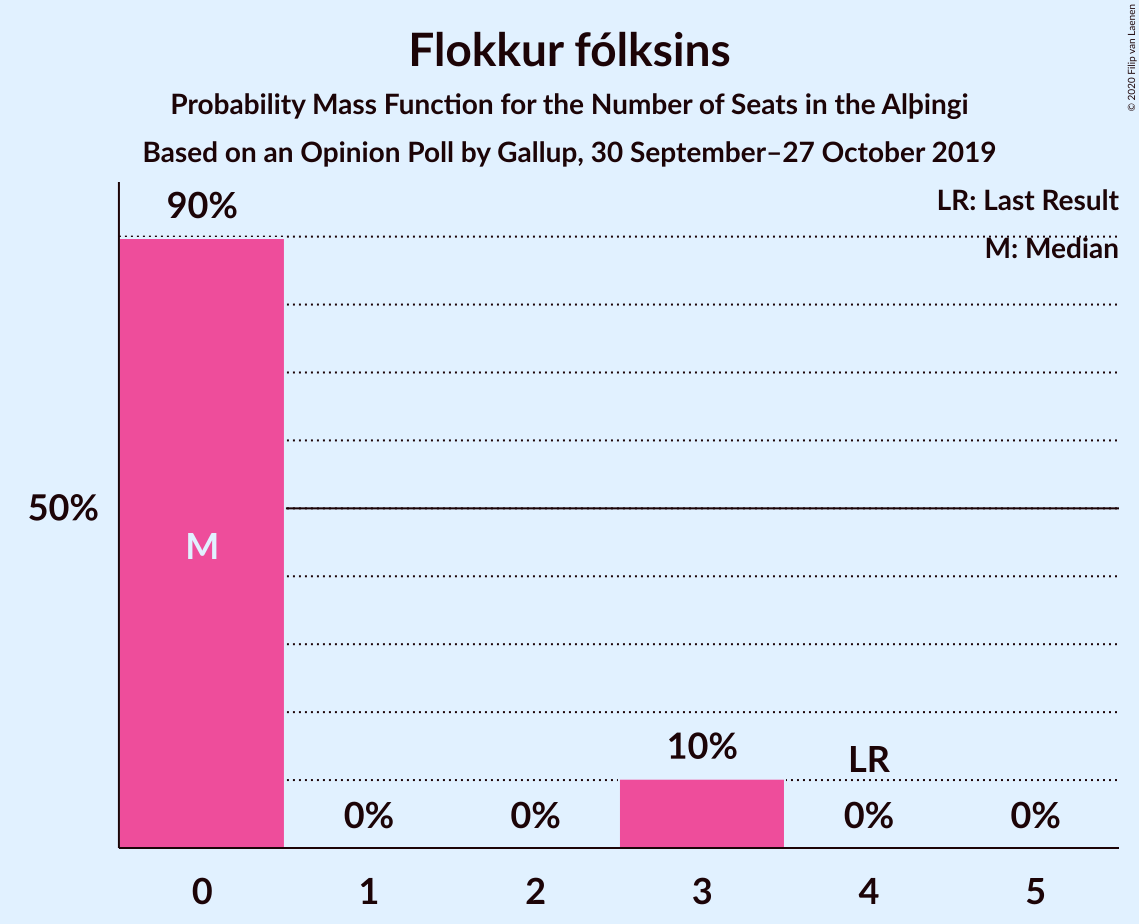 Flokkur fólksins
Probability Mass Function for the Number of Seats in the Alþingi
Based on an Opinion Poll by Gallup, 30 September–27 October 2019
© 2020 Filip van Laenen
LR: Last Result
M: Median
90%
50%
M
10%
LR
0%
0%
0%
0%
0
1
2
3
4
5